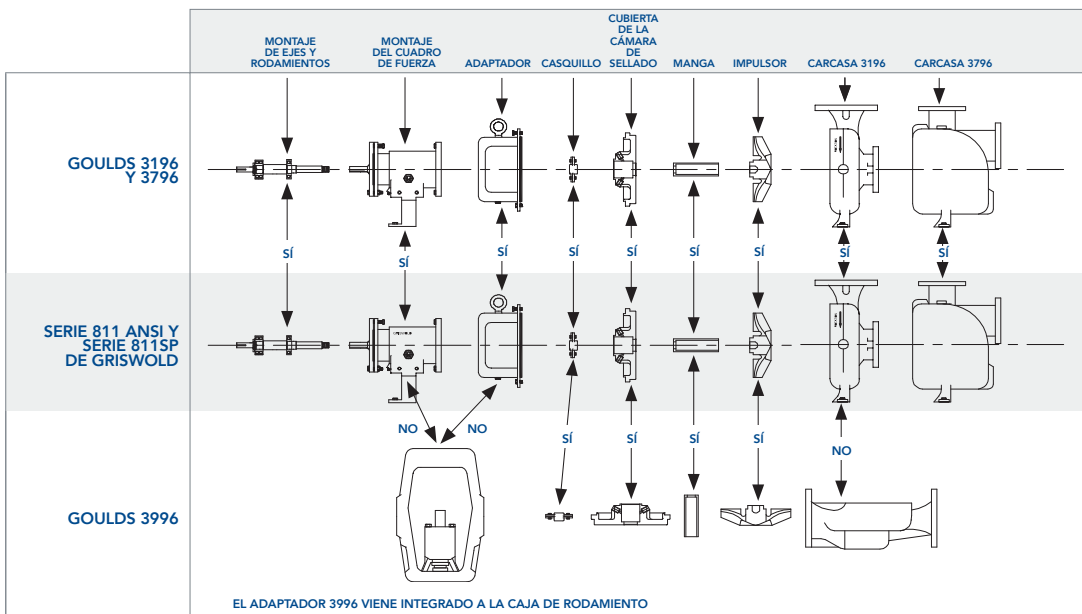 MONTAJE
DE EJES Y
RODAMIENTOS
MONTAJE
DEL CUADRO
DE FUERZA
ADAPTADOR
CASQUILLO
CUBIERTA
DE LA
CÁMARA
DE
SELLADO
MANGA
IMPULSOR
CARCASA 3196
CARCASA 3796
GOULDS 3196
Y 3796
SÍ
SÍ
SÍ
SÍ
SÍ
SÍ
SÍ
SÍ
SÍ
SERIE 811 ANSI Y
SERIE 811SP
DE GRISWOLD
GRISWOLD
NO
NO
SÍ
SÍ
SÍ
SÍ
NO
GOULDS 3996
EL ADAPTADOR 3996 VIENE INTEGRADO A LA CAJA DE RODAMIENTO